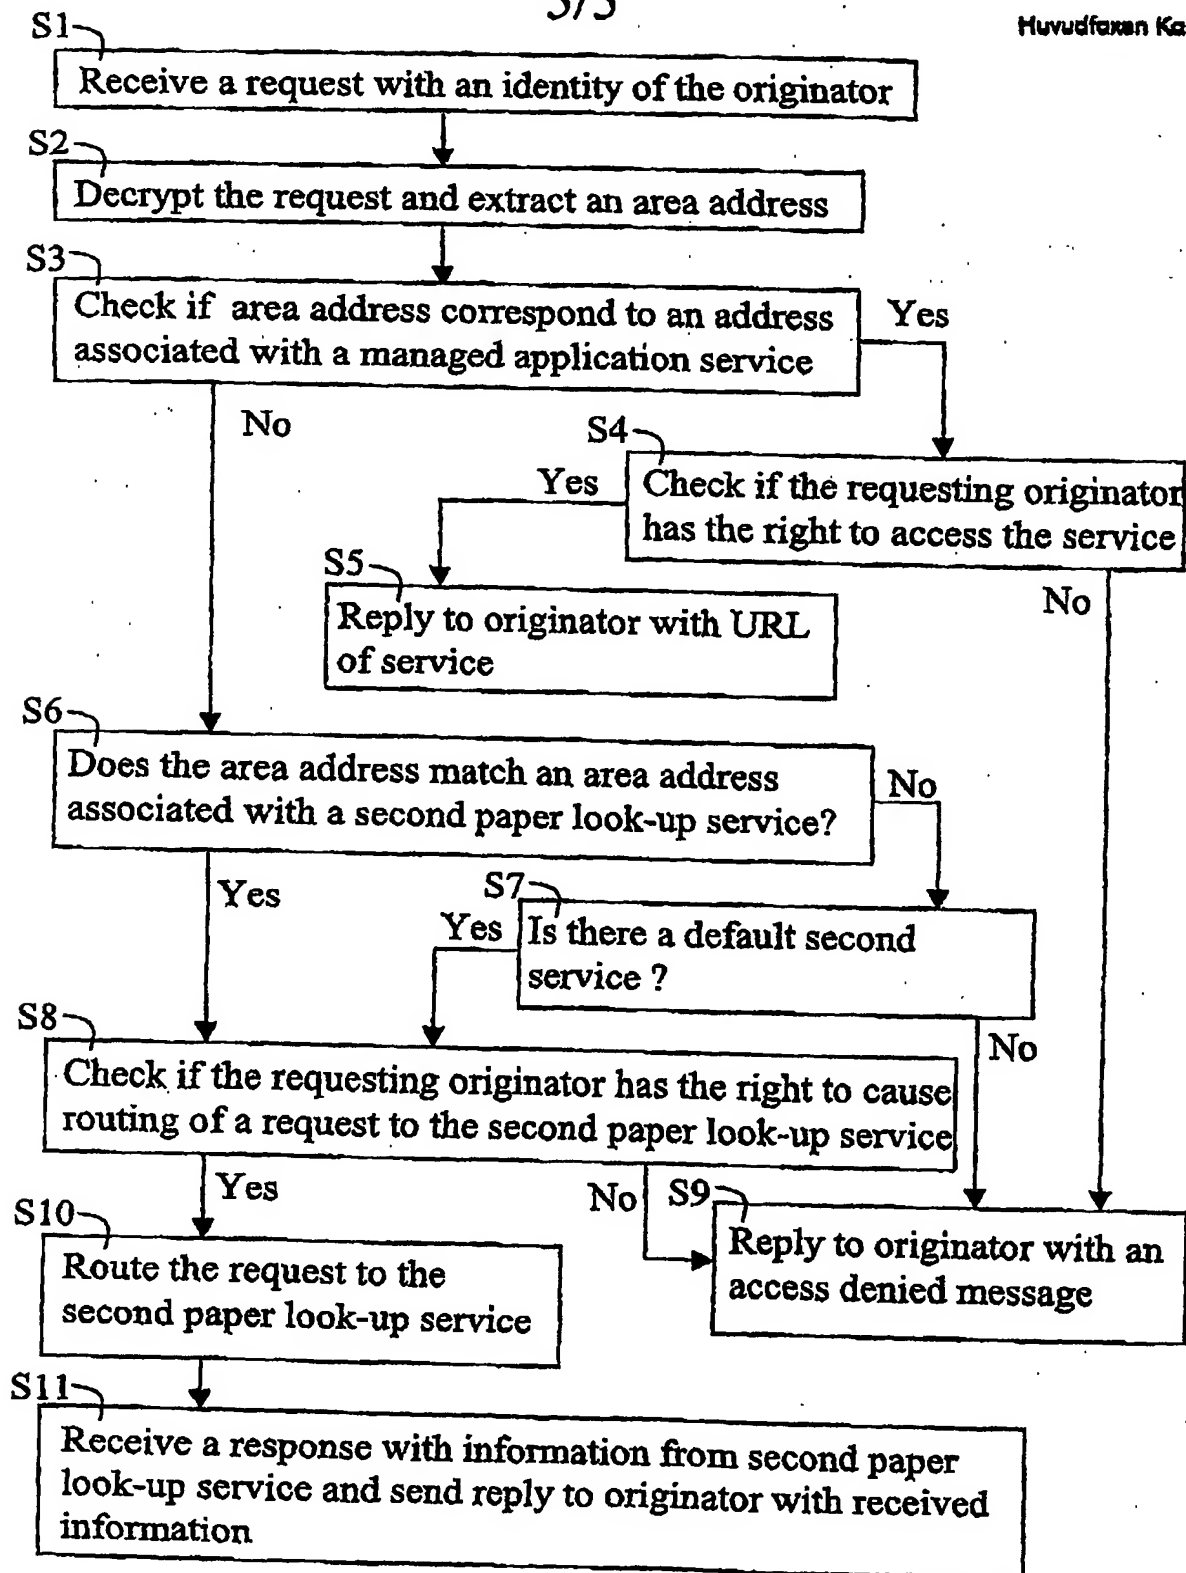 S1
Huvudfaxen Ka
Receive a request with an identity of the originator
S2
Decrypt the request and extract an area address
S3
Check if area address correspond to an address
associated with a managed application service
Yes
No
S4
Yes
Check if the requesting originator
has the right to access the service
S5
No
Reply to originator with URL
of service
S6
Does the area address match an area address
associated with a second paper look-up service?
No
Yes
S7
Yes
Is there a default second
service ?
S8
No
Check if the requesting originator has the right to cause
routing of a request to the second paper look-up service
Yes
No
S9
S10
Reply to originator with an
access denied message
Route the request to the
second paper look-up service
S11
Receive a response with information from second paper
look-up service and send reply to originator with received
information